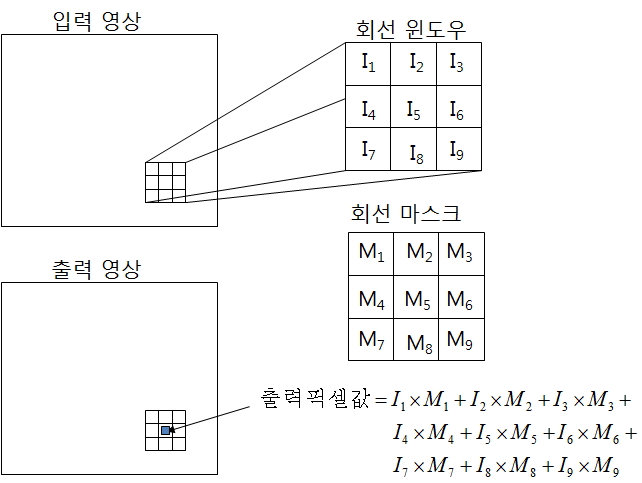 입력 영상
회선 윈도우
I₁ I₂ I₃
I₄ I₅ I₆
I₇ I₈ I₉
회선 마스크
M₁ M₂ M₃
M₄ M₅ M₆
M₇ M₈ M₉
출력 영상
출력픽셀값 = I₁×M₁ + I₂×M₂ + I₃×M₃ +
I₄×M₄ + I₅×M₅ + I₆×M₆ +
I₇×M₇ + I₈×M₈ + I₉×M₉